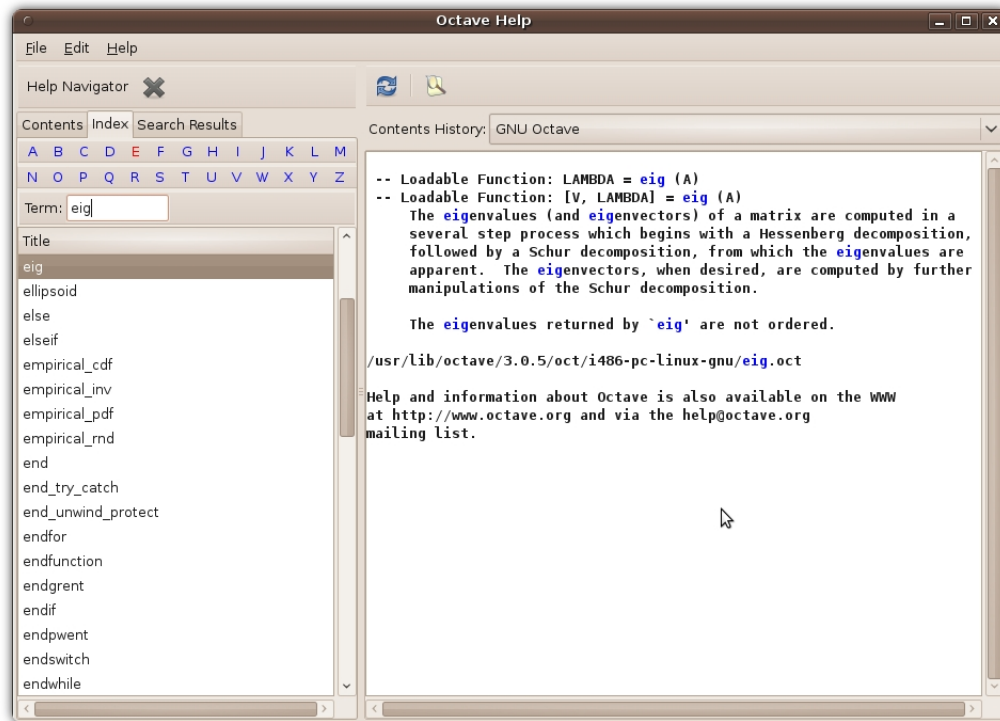 Octave Help
File Edit Help
Help Navigator
Contents Index Search Results
A B C D E F G H I J K L M
N O P Q R S T U V W X Y Z
Term: eig
Title
eig
ellipsoid
else
elseif
empirical_cdf
empirical_inv
empirical_pdf
empirical_rnd
end
end_try_catch
end_unwind_protect
endfor
endfunction
endgrent
endif
endpwent
endswitch
endwhile
Contents History: GNU Octave
-- Loadable Function: LAMBDA = eig (A)
-- Loadable Function: [V, LAMBDA] = eig (A)
The eigenvalues (and eigenvectors) of a matrix are computed in a
several step process which begins with a Hessenberg decomposition,
followed by a Schur decomposition, from which the eigenvalues are
apparent. The eigenvectors, when desired, are computed by further
manipulations of the Schur decomposition.
The eigenvalues returned by `eig' are not ordered.
/usr/lib/octave/3.0.5/oct/i486-pc-linux-gnu/eig.oct
Help and information about Octave is also available on the WWW
at http://www.octave.org and via the help@octave.org
mailing list.